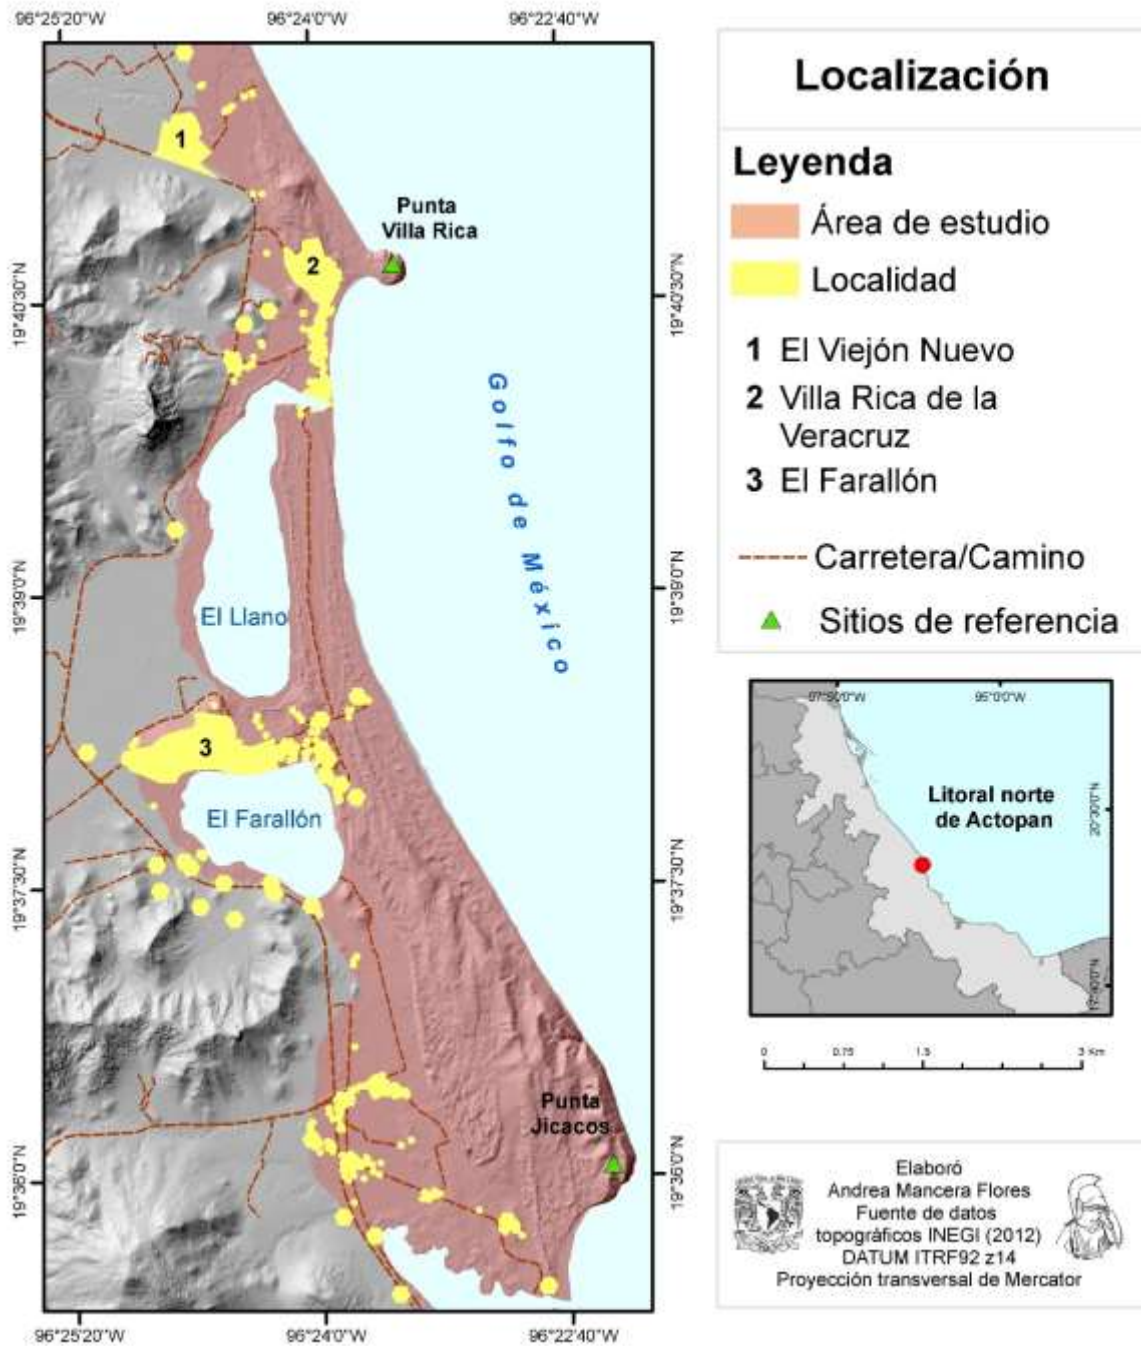 96°25'20"W
96°24'0"W
96°22'40"W
Localización
Leyenda
Área de estudio
Localidad
1 El Viejón Nuevo
2 Villa Rica de la
Veracruz
3 El Farallón
Carretera/Camino
Sitios de referencia
1
Punta
Villa Rica
2
19°40'30"N
19°40'30"N
Golfo de México
19°39'0"N
19°39'0"N
El Llano
3
El Farallón
19°37'30"N
19°37'30"N
Punta
Jicacos
19°36'0"N
19°36'0"N
96°25'20"W
96°24'0"W
96°22'40"W
97°30'0"W
95°0'0"W
Litoral norte
de Actopan
20°30'0"N
0
0.75
1.5
3 Km
Elaboró
Andrea Mancera Flores
Fuente de datos
topográficos INEGI (2012)
DATUM ITRF92 z14
Proyección transversal de Mercator